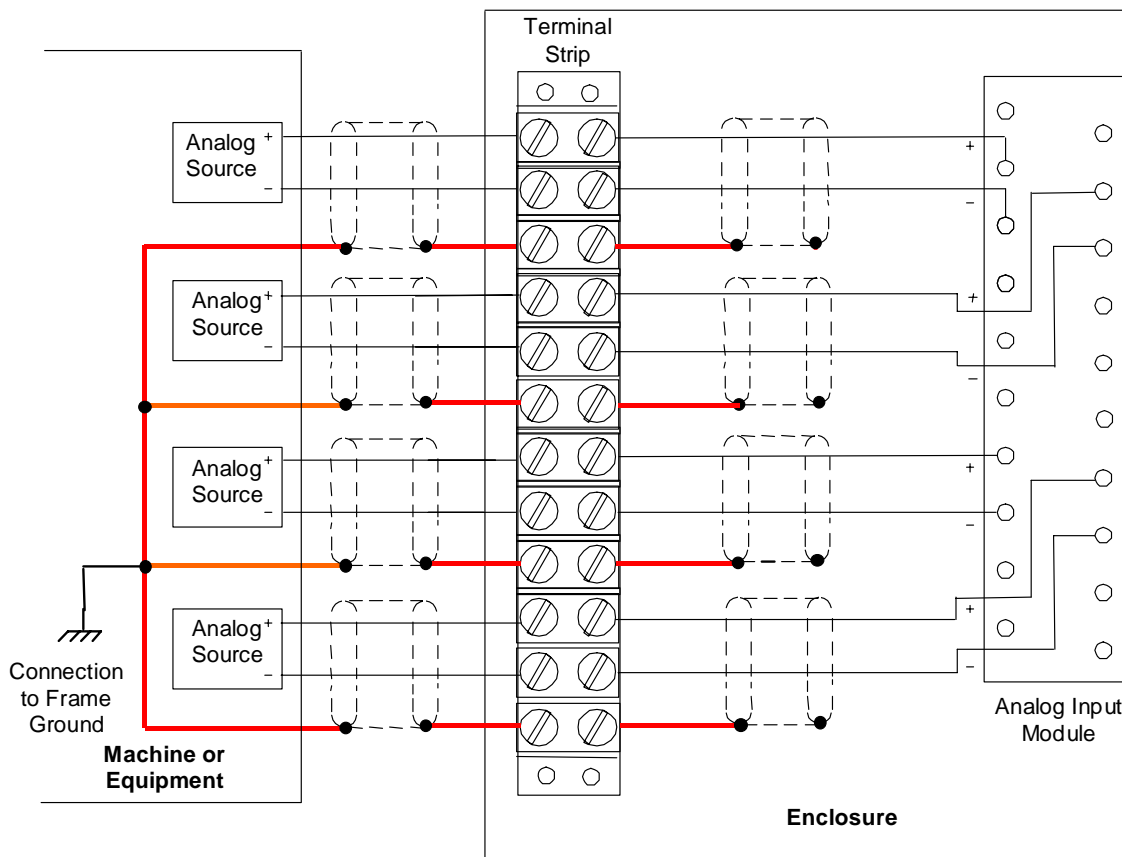 Terminal
Strip
Analog +
Source
−
+
−
Analog +
Source
−
+
−
Analog +
Source
−
+
−
Analog +
Source
−
+
−
Connection
to Frame
Ground
Machine or
Equipment
Analog Input
Module
Enclosure